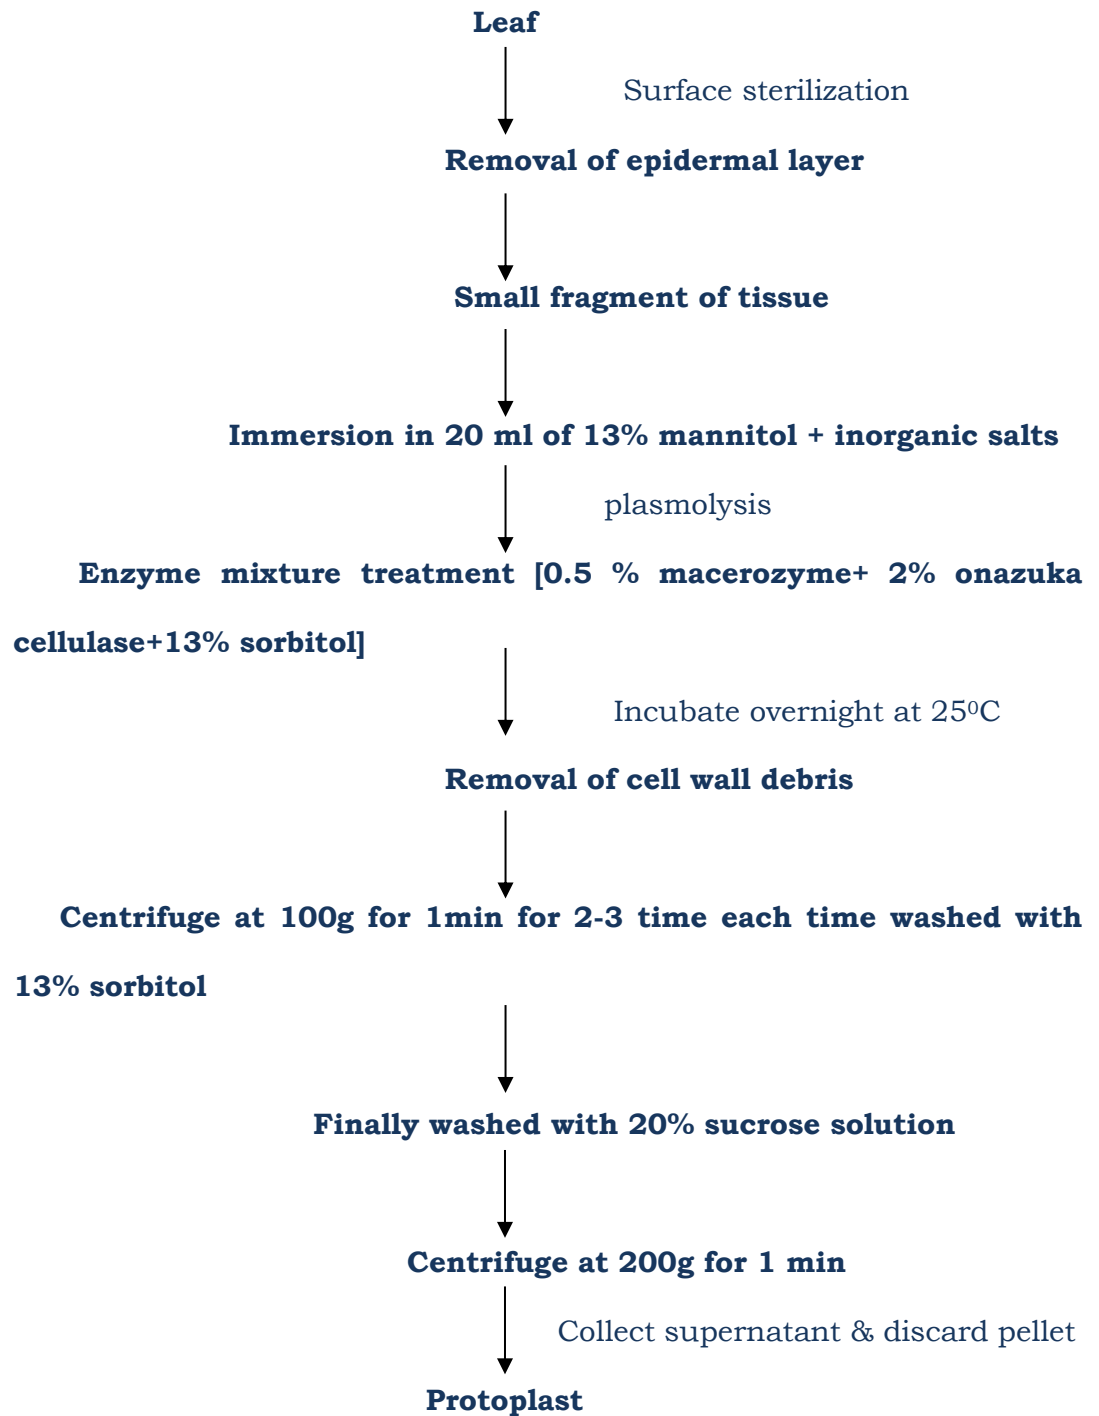 Leaf
Surface sterilization
Removal of epidermal layer
Small fragment of tissue
Immersion in 20 ml of 13% mannitol + inorganic salts
plasmolysis
Enzyme mixture treatment [0.5 % macerozyme+ 2% onazuka
cellulase+13% sorbitol]
Incubate overnight at 25⁰C
Removal of cell wall debris
Centrifuge at 100g for 1min for 2-3 time each time washed with
13% sorbitol
Finally washed with 20% sucrose solution
Centrifuge at 200g for 1 min
Collect supernatant & discard pellet
Protoplast